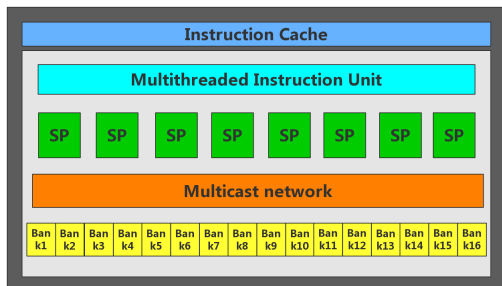 Instruction Cache
Multithreaded Instruction Unit
SP SP SP SP SP SP SP SP
Multicast network
Ban Ban Ban Ban Ban Ban Ban Ban Ban Ban Ban Ban Ban Ban Ban Ban
k1 k2 k3 k4 k5 k6 k7 k8 k9 k10 k11 k12 k13 k14 k15 k16